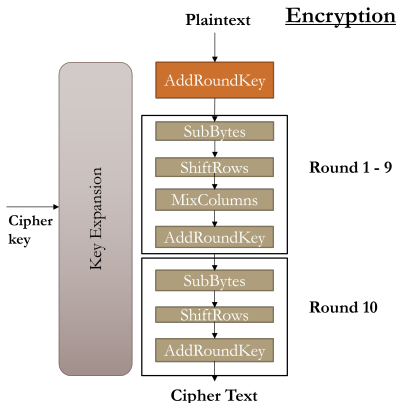 Encryption
Plaintext
AddRoundKey
SubBytes
ShiftRows
MixColumns
AddRoundKey
Round 1 - 9
Cipher
key
Key Expansion
SubBytes
ShiftRows
AddRoundKey
Round 10
Cipher Text